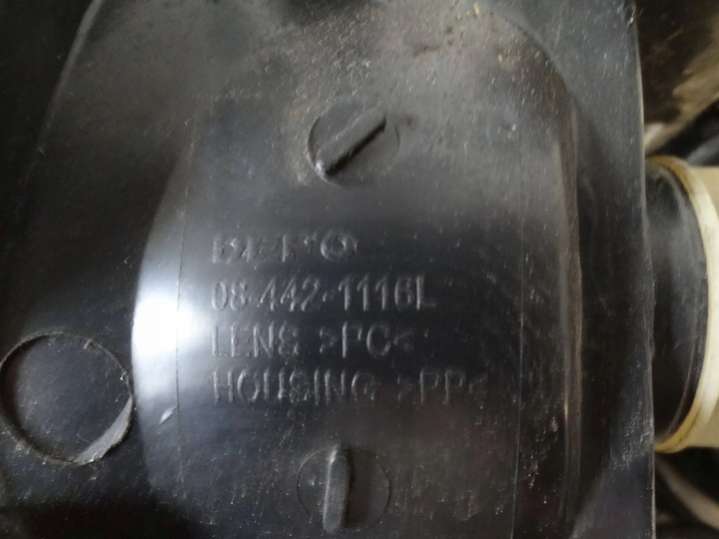 DEPO
08-442-1116L
LENS >PC<
HOUSING >PP<